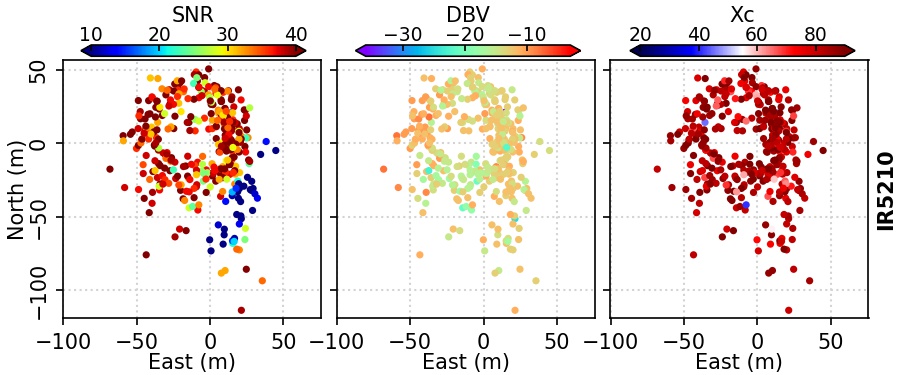 SNR DBV Xc
10 20 30 40 −30 −20 −10 20 40 60 80
50
0
−50
−100
North (m)
IR5210
−100 −50 0 50 −100 −50 0 50 −100 −50 0 50
East (m) East (m) East (m)